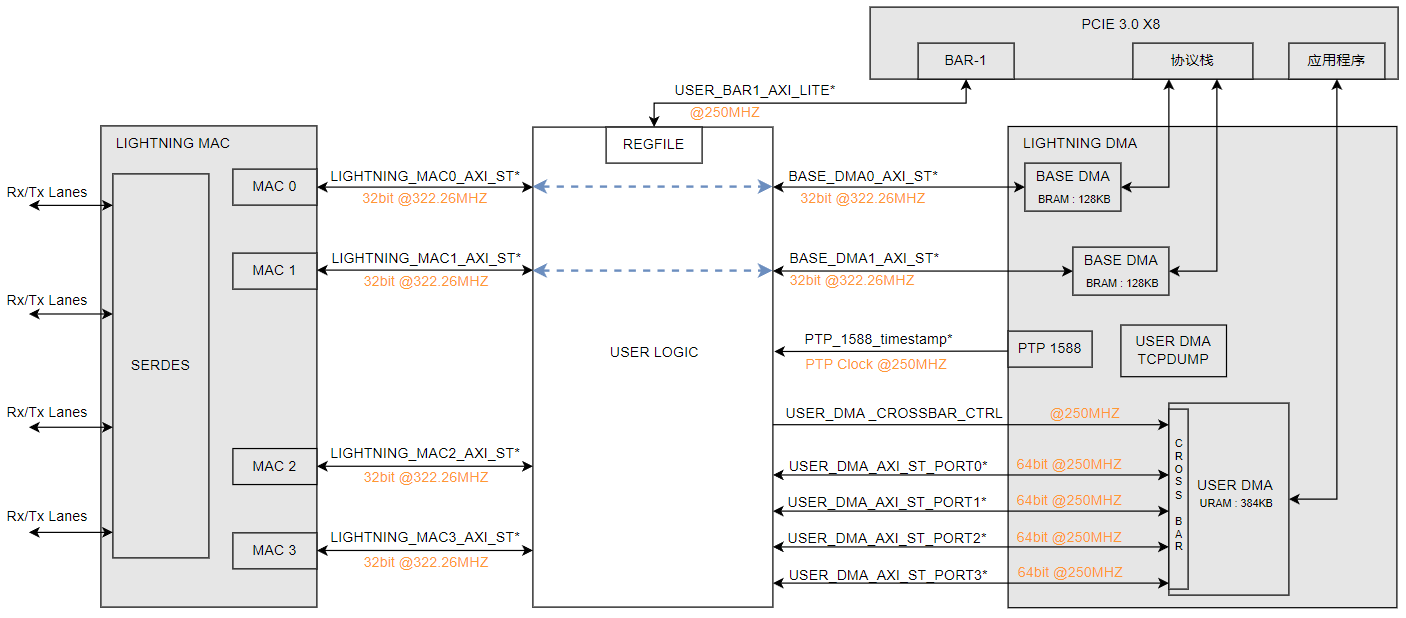 PCIE 3.0 X8
BAR-1
协议栈
应用程序
USER_BAR1_AXI_LITE*
@250MHZ
LIGHTNING MAC
REGFILE
LIGHTNING DMA
Rx/Tx Lanes
MAC 0
LIGHTNING_MAC0_AXI_ST*
32bit @322.26MHZ
BASE_DMA0_AXI_ST*
32bit @322.26MHZ
BASE DMA
BRAM : 128KB
MAC 1
LIGHTNING_MAC1_AXI_ST*
32bit @322.26MHZ
BASE_DMA1_AXI_ST*
32bit @322.26MHZ
BASE DMA
BRAM : 128KB
Rx/Tx Lanes
SERDES
USER LOGIC
PTP_1588_timestamp*
PTP Clock @250MHZ
PTP 1588
USER DMA
TCPDUMP
Rx/Tx Lanes
USER_DMA _CROSSBAR_CTRL
@250MHZ
MAC 2
LIGHTNING_MAC2_AXI_ST*
32bit @322.26MHZ
USER_DMA_AXI_ST_PORT0*
64bit @250MHZ
USER_DMA_AXI_ST_PORT1*
64bit @250MHZ
CROSS BAR
USER DMA
URAM : 384KB
Rx/Tx Lanes
MAC 3
LIGHTNING_MAC3_AXI_ST*
32bit @322.26MHZ
USER_DMA_AXI_ST_PORT2*
64bit @250MHZ
USER_DMA_AXI_ST_PORT3*
64bit @250MHZ